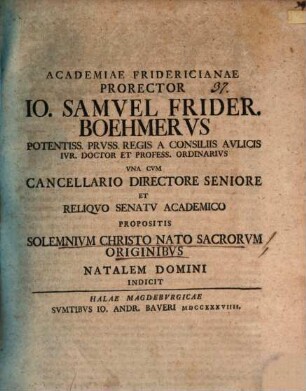 ACADEMIAE FRIDERICIANAE
PRORECTOR
97.
IO. SAMVEL FRIDER.
BOEHMERVS
POTENTISS. PRVSS. REGIS A CONSILIIS AVLICIS
IVR. DOCTOR ET PROFESS. ORDINARIVS
VNA CVM
CANCELLARIO DIRECTORE SENIORE
ET
RELIQVO SENATV ACADEMICO
PROPOSITIS
SOLEMNIVM CHRISTO NATO SACRORVM
ORIGINIBVS
NATALEM DOMINI
INDICIT
HALAE MAGDEBVRGICAE
SVMTIBVS IO. ANDR. BAVERI MDCCXXXVIIII.